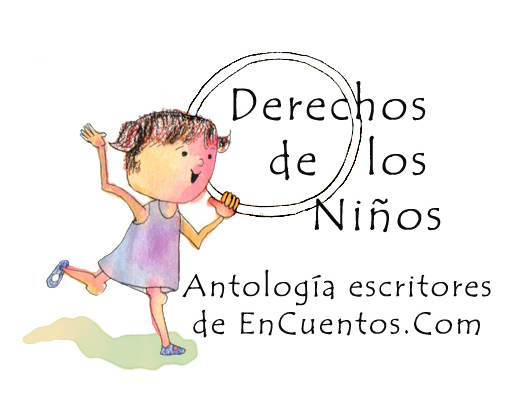 Derechos
de los
Niños
Antología escritores
de EnCuentos.Com